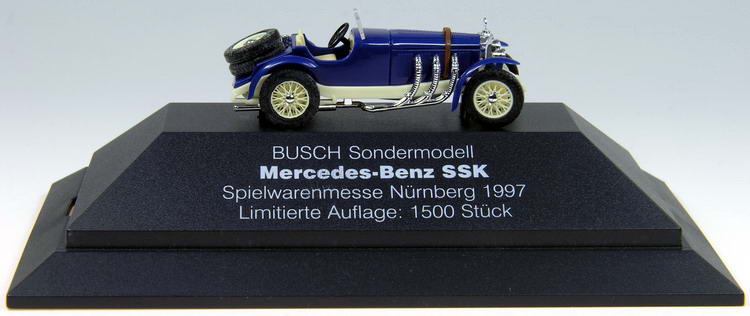 BUSCH Sondermodell
Mercedes-Benz SSK
Spielwarenmesse Nürnberg 1997
Limitierte Auflage: 1500 Stück